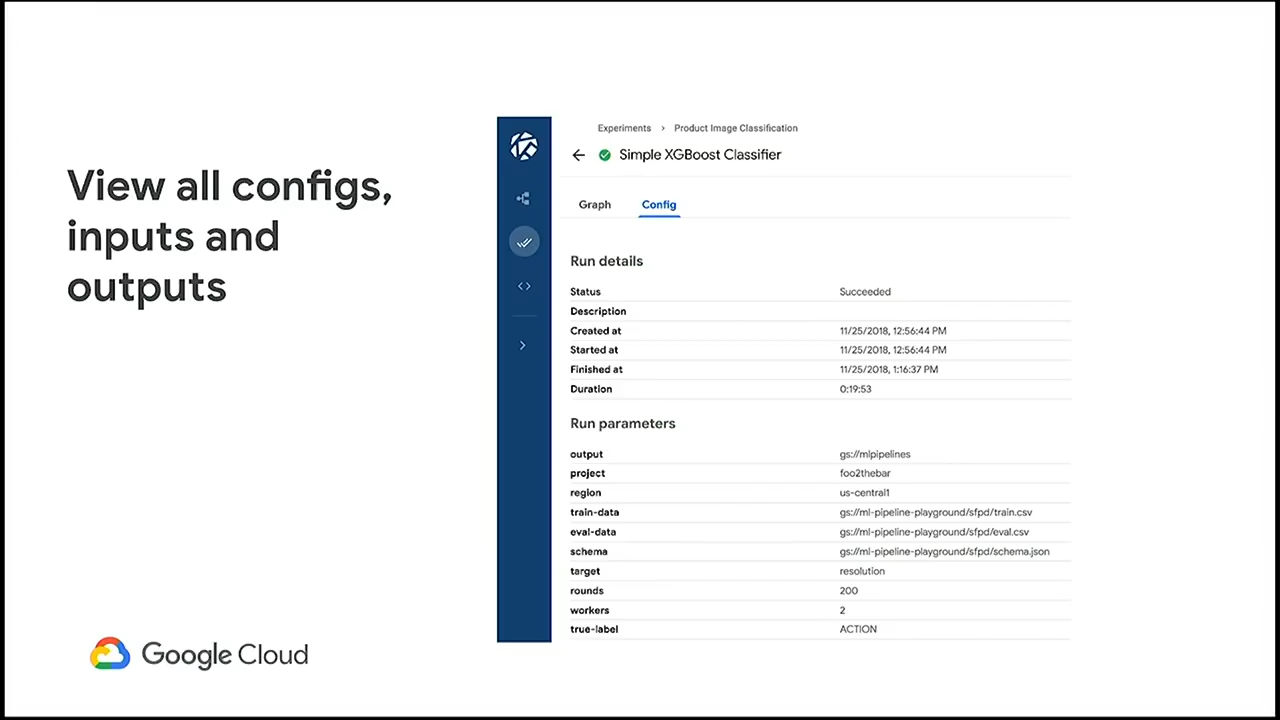 View all configs,
inputs and
outputs
Experiments > Product Image Classification
Simple XGBoost Classifier
Graph Config
Run details
Status Succeeded
Description
Created at 11/25/2018, 12:56:44 PM
Started at 11/25/2018, 12:56:44 PM
Finished at 11/25/2018, 1:16:37 PM
Duration 0:19:53
Run parameters
output gs://mlpipelines
project foo2thebar
region us-central1
train-data gs://ml-pipeline-playground/sfpd/train.csv
eval-data gs://ml-pipeline-playground/sfpd/eval.csv
schema gs://ml-pipeline-playground/sfpd/schema.json
target resolution
rounds 200
workers 2
true-label ACTION
Google Cloud